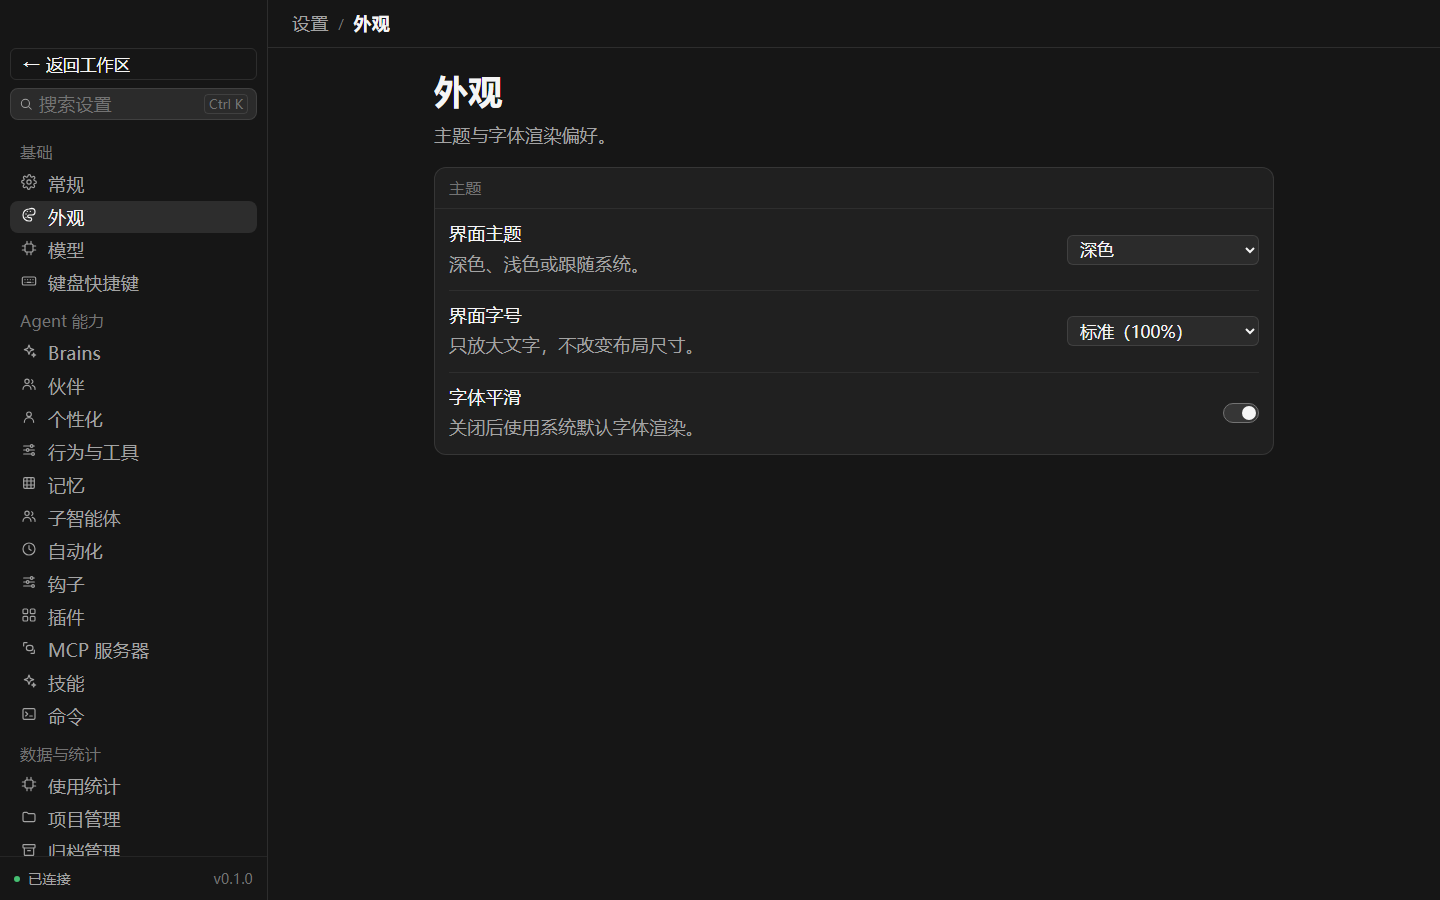 设置 / 外观
← 返回工作区
搜索设置 Ctrl K
基础
常规
外观
模型
键盘快捷键
Agent 能力
Brains
伙伴
个性化
行为与工具
记忆
子智能体
自动化
钩子
插件
MCP 服务器
技能
命令
数据与统计
使用统计
项目管理
归档管理
已连接 v0.1.0
外观
主题与字体渲染偏好。
主题
界面主题
深色、浅色或跟随系统。
深色
界面字号
只放大文字，不改变布局尺寸。
标准（100%）
字体平滑
关闭后使用系统默认字体渲染。